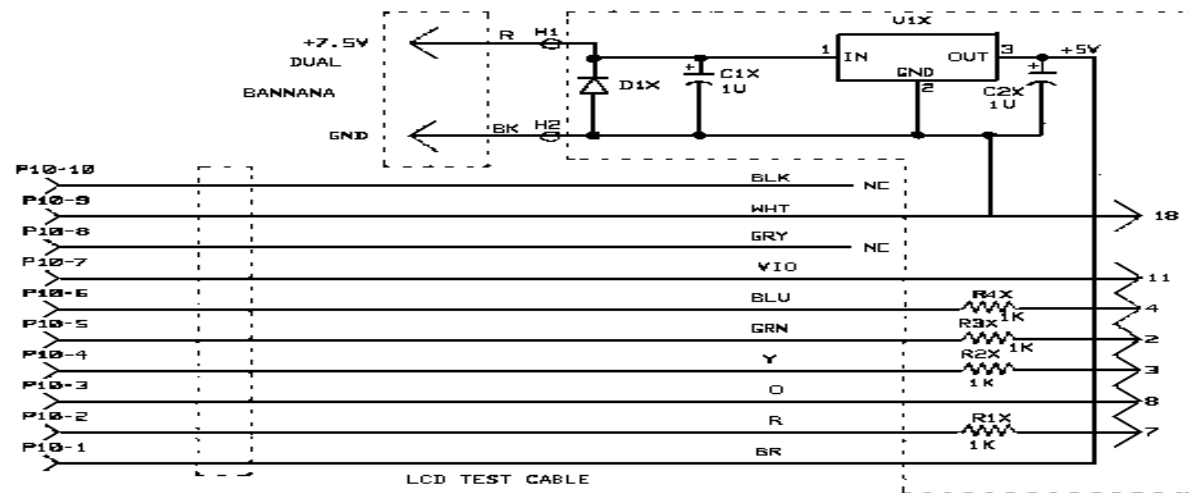 U1X
+7.5V R H1
DUAL
1 IN OUT 3 +5V
GND
2
D1X
+ C1X
1U
+
C2X
1U
BANNANA
GND BK H2
P10-10 BLK NC
P10-9 WHT 18
P10-8 GRY NC
P10-7 VIO 11
P10-6 BLU R4X 1K 4
P10-5 GRN R3X 1K 2
P10-4 Y R2X 1K 3
P10-3 O 8
P10-2 R R1X 1K 7
P10-1 BR
LCD TEST CABLE